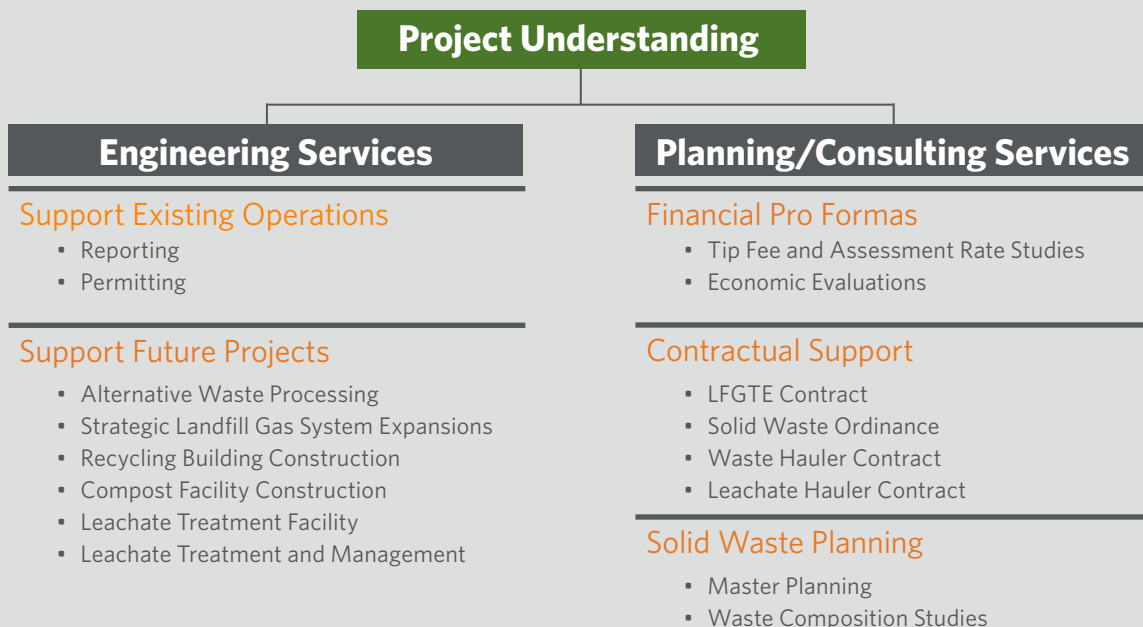 Project Understanding
Engineering Services
Support Existing Operations
• Reporting
• Permitting
Support Future Projects
• Alternative Waste Processing
• Strategic Landfill Gas System Expansions
• Recycling Building Construction
• Compost Facility Construction
• Leachate Treatment Facility
• Leachate Treatment and Management
Planning/Consulting Services
Financial Pro Formas
• Tip Fee and Assessment Rate Studies
• Economic Evaluations
Contractual Support
• LFGTE Contract
• Solid Waste Ordinance
• Waste Hauler Contract
• Leachate Hauler Contract
Solid Waste Planning
• Master Planning
• Waste Composition Studies